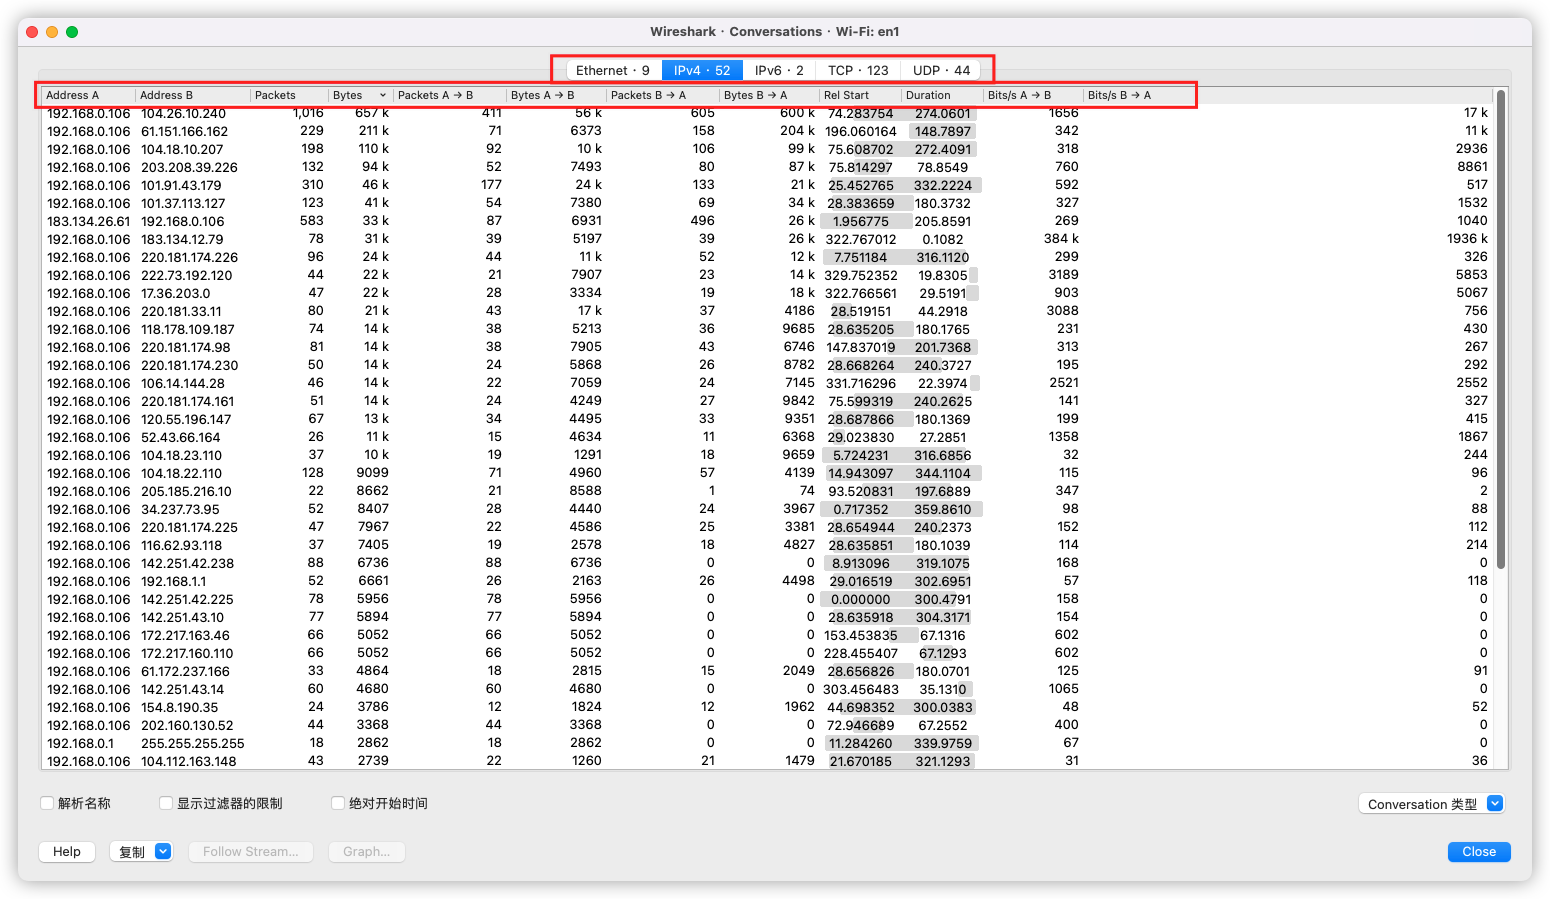 Wireshark · Conversations · Wi-Fi: en1
Ethernet · 9 IPv4 · 52 IPv6 · 2 TCP · 123 UDP · 44
Address A Address B Packets Bytes Packets A → B Bytes A → B Packets B → A Bytes B → A Rel Start Duration Bits/s A → B Bits/s B → A
192.168.0.106 104.26.10.240 1,016 657 k 411 56 k 605 600 k 74.283754 274.0601 1656 17 k
192.168.0.106 61.151.166.162 229 211 k 71 6373 158 204 k 196.060164 148.7897 342 11 k
192.168.0.106 104.18.10.207 198 110 k 92 10 k 106 99 k 75.608702 272.4091 318 2936
192.168.0.106 203.208.39.226 132 94 k 52 7493 80 87 k 75.814297 78.8549 760 8861
192.168.0.106 101.91.43.179 310 46 k 177 24 k 133 21 k 25.452765 332.2224 592 517
192.168.0.106 101.37.113.127 123 41 k 54 7380 69 34 k 28.383659 180.3732 327 1532
183.134.26.61 192.168.0.106 583 33 k 87 6931 496 26 k 1.956775 205.8591 269 1040
192.168.0.106 183.134.12.79 78 31 k 39 5197 39 26 k 322.767012 0.1082 384 k 1936 k
192.168.0.106 220.181.174.226 96 24 k 44 11 k 52 12 k 7.751184 316.1120 299 326
192.168.0.106 222.73.192.120 44 22 k 21 7907 23 14 k 329.752352 19.8305 3189 5853
192.168.0.106 17.36.203.0 47 22 k 28 3334 19 18 k 322.766561 29.5191 903 5067
192.168.0.106 220.181.33.11 80 21 k 43 17 k 37 4186 28.519151 44.2918 3088 756
192.168.0.106 118.178.109.187 74 14 k 38 5213 36 9685 28.635205 180.1765 231 430
192.168.0.106 220.181.174.98 81 14 k 38 7905 43 6746 147.837019 201.7368 313 267
192.168.0.106 220.181.174.230 50 14 k 24 5868 26 8782 28.668264 240.3727 195 292
192.168.0.106 106.14.144.28 46 14 k 22 7059 24 7145 331.716296 22.3974 2521 2552
192.168.0.106 220.181.174.161 51 14 k 24 4249 27 9842 75.599319 240.2625 141 327
192.168.0.106 120.55.196.147 67 13 k 34 4495 33 9351 28.687866 180.1369 199 415
192.168.0.106 52.43.66.164 26 11 k 15 4634 11 6368 29.023830 27.2851 1358 1867
192.168.0.106 104.18.23.110 37 10 k 19 1291 18 9659 5.724231 316.6856 32 244
192.168.0.106 104.18.22.110 128 9099 71 4960 57 4139 14.943097 344.1104 115 96
192.168.0.106 205.185.216.10 22 8662 21 8588 1 74 93.520831 197.6889 347 2
192.168.0.106 34.237.73.95 52 8407 28 4440 24 3967 0.717352 359.8610 98 88
192.168.0.106 220.181.174.225 47 7967 22 4586 25 3381 28.654944 240.2373 152 112
192.168.0.106 116.62.93.118 37 7405 19 2578 18 4827 28.635851 180.1039 114 214
192.168.0.106 142.251.42.238 88 6736 88 6736 0 0 8.913096 319.1075 168 0
192.168.0.106 192.168.1.1 52 6661 26 2163 26 4498 29.016519 302.6951 57 118
192.168.0.106 142.251.42.225 78 5956 78 5956 0 0 0.000000 300.4791 158 0
192.168.0.106 142.251.43.10 77 5894 77 5894 0 0 28.635918 304.3171 154 0
192.168.0.106 172.217.163.46 66 5052 66 5052 0 0 153.453835 67.1316 602 0
192.168.0.106 172.217.160.110 66 5052 66 5052 0 0 228.455407 67.1293 602 0
192.168.0.106 61.172.237.166 33 4864 18 2815 15 2049 28.656826 180.0701 125 91
192.168.0.106 142.251.43.14 60 4680 60 4680 0 0 303.456483 35.1310 1065 0
192.168.0.106 154.8.190.35 24 3786 12 1824 12 1962 44.698352 300.0383 48 52
192.168.0.106 202.160.130.52 44 3368 44 3368 0 0 72.946689 67.2552 400 0
192.168.0.1 255.255.255.255 18 2862 18 2862 0 0 11.284260 339.9759 67 0
192.168.0.106 104.112.163.148 43 2739 22 1260 21 1479 21.670185 321.1293 31 36
解析名称 显示过滤器的限制 绝对开始时间 Conversation 类型
Help 复制 Follow Stream... Graph... Close